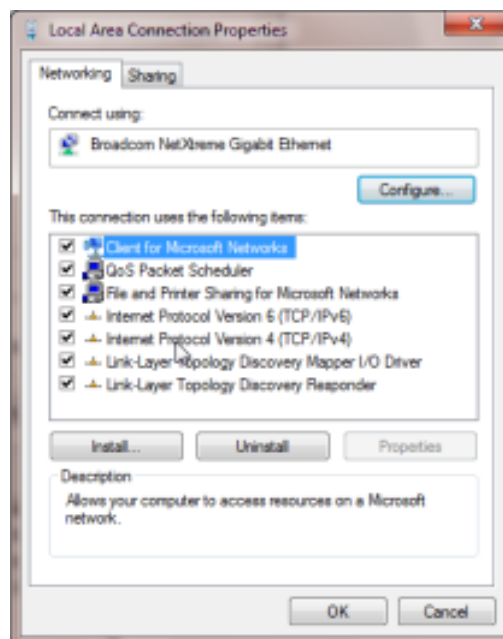 Local Area Connection Properties
Networking Sharing
Connect using:
Broadcom NetXtreme Gigabit Ethernet
Configure...
This connection uses the following items:
Client for Microsoft Networks
QoS Packet Scheduler
File and Printer Sharing for Microsoft Networks
Internet Protocol Version 6 (TCP/IPv6)
Internet Protocol Version 4 (TCP/IPv4)
Link-Layer Topology Discovery Mapper I/O Driver
Link-Layer Topology Discovery Responder
Install... Uninstall Properties
Description
Allows your computer to access resources on a Microsoft
network.
OK Cancel